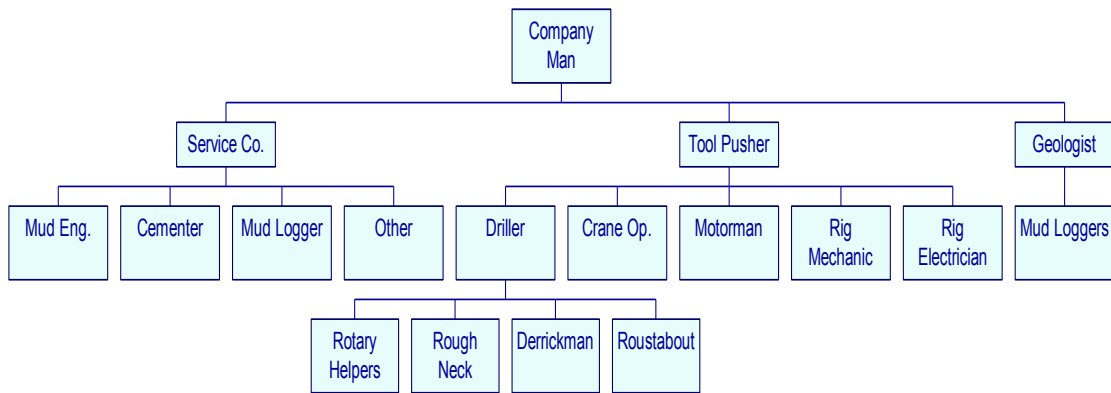 Company
Man
Service Co.
Tool Pusher
Geologist
Mud Eng.
Cementer
Mud Logger
Other
Driller
Crane Op.
Motorman
Rig
Mechanic
Rig
Electrician
Mud Loggers
Rotary
Helpers
Rough
Neck
Derrickman
Roustabout